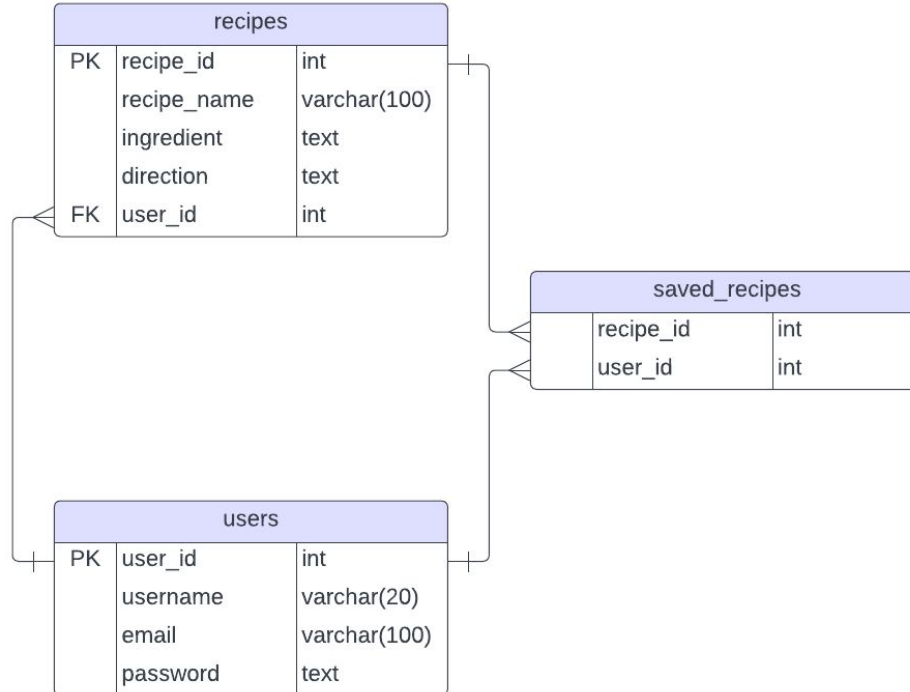 recipes
PK recipe_id int
recipe_name varchar(100)
ingredient text
direction text
FK user_id int
saved_recipes
recipe_id int
user_id int
users
PK user_id int
username varchar(20)
email varchar(100)
password text